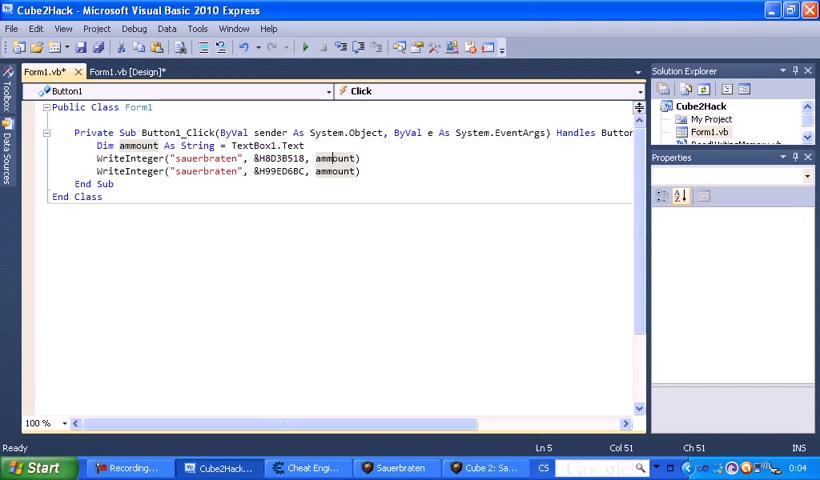 Cube2Hack - Microsoft Visual Basic 2010 Express
File Edit View Project Debug Data Tools Window Help
Form1.vb* Form1.vb [Design]*
Solution Explorer
Button1 Click
Cube2Hack
My Project
Form1.vb
Toolbox
Data Sources
Public Class Form1
Private Sub Button1_Click(ByVal sender As System.Object, ByVal e As System.EventArgs) Handles Button
Dim ammount As String = TextBox1.Text
WriteInteger("sauerbraten", &H8D3B518, ammount)
WriteInteger("sauerbraten", &H99ED6BC, ammount)
End Sub
End Class
Properties
100 %
Ready Ln 5 Col 51 Ch 51 INS
Start Recording... Cube2Hack... Cheat Engi... Sauerbraten Cube 2: Sa... CS Google 0:04